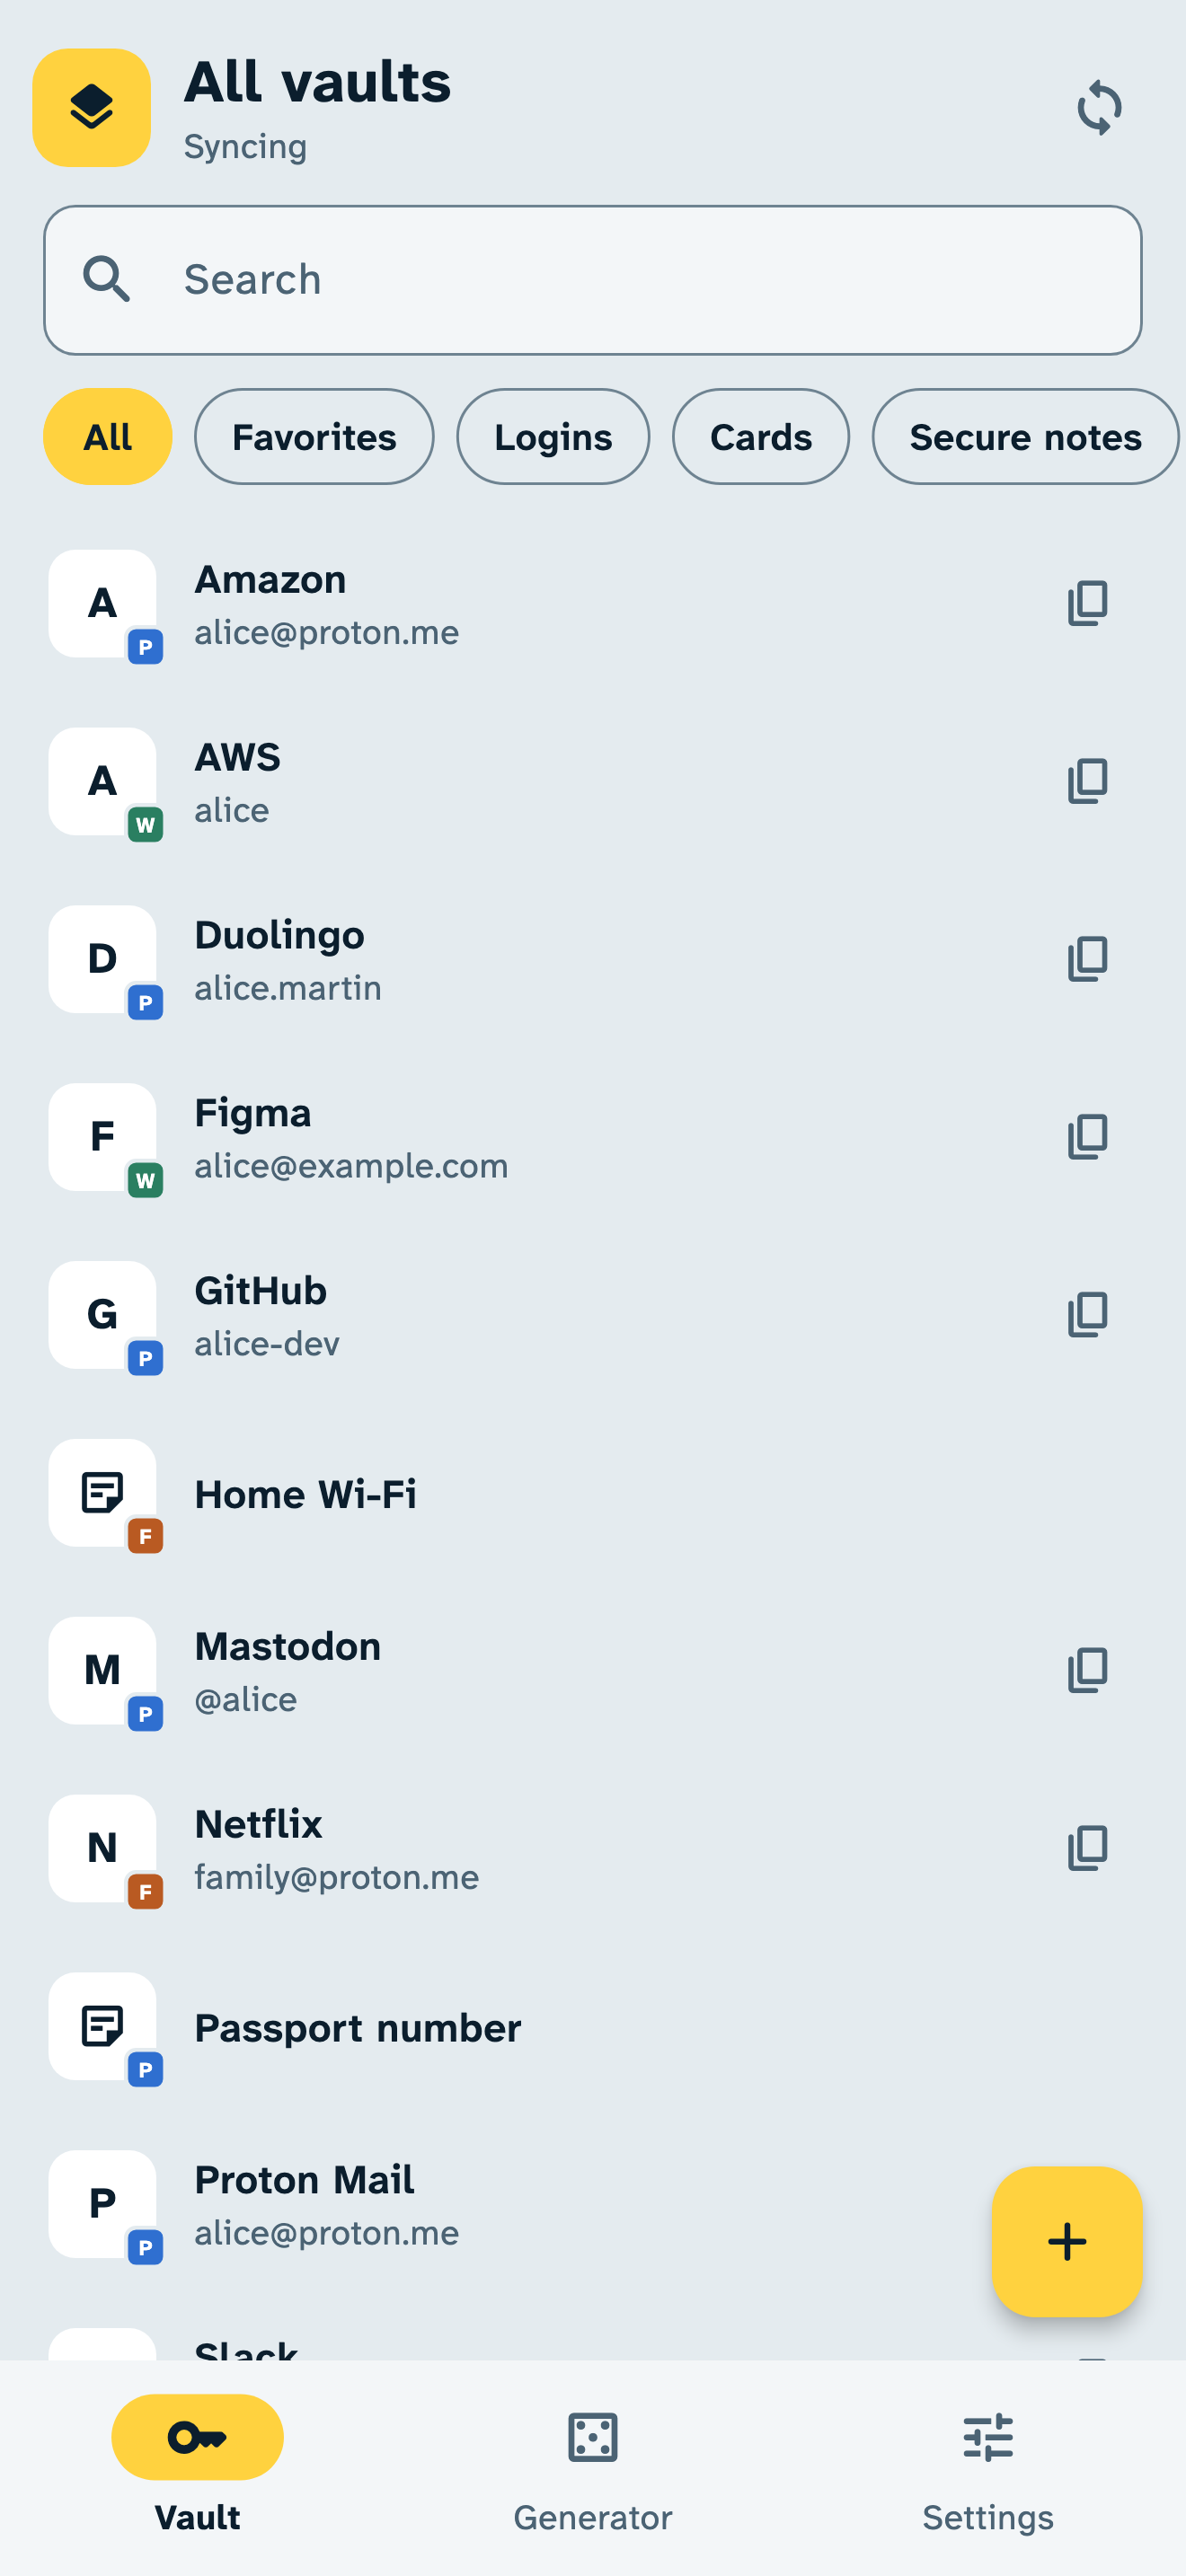 All vaults
Syncing
Search
All Favorites Logins Cards Secure notes
A P
Amazon
alice@proton.me
A W
AWS
alice
D P
Duolingo
alice.martin
F W
Figma
alice@example.com
G P
GitHub
alice-dev
F
Home Wi-Fi
M P
Mastodon
@alice
N F
Netflix
family@proton.me
P
Passport number
P P
Proton Mail
alice@proton.me
Slack
Vault Generator Settings